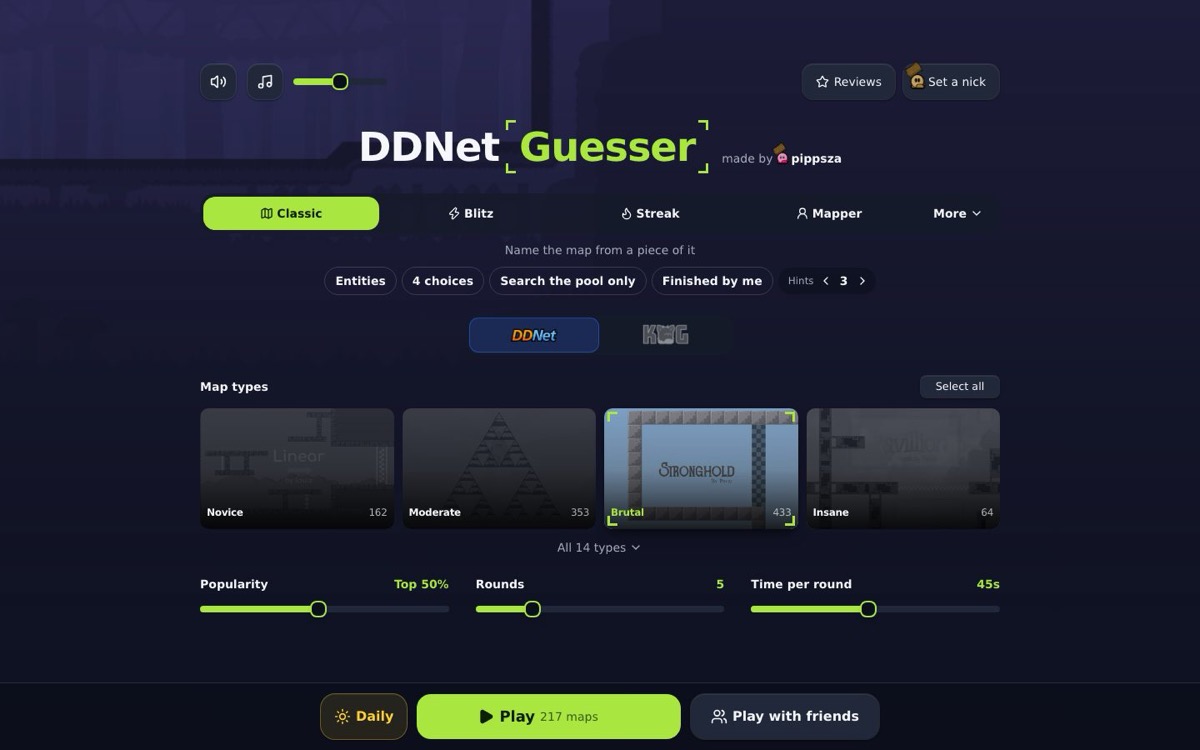 Reviews
Set a nick
DDNet Guesser made by pippsza
Classic Blitz Streak Mapper More
Name the map from a piece of it
Entities 4 choices Search the pool only Finished by me Hints 3
DDNet KoG
Map types Select all
Linear
STRONGHOLD
Novice 162 Moderate 353 Brutal 433 Insane 64
All 14 types
Popularity Top 50% Rounds 5 Time per round 45s
Daily Play 217 maps Play with friends